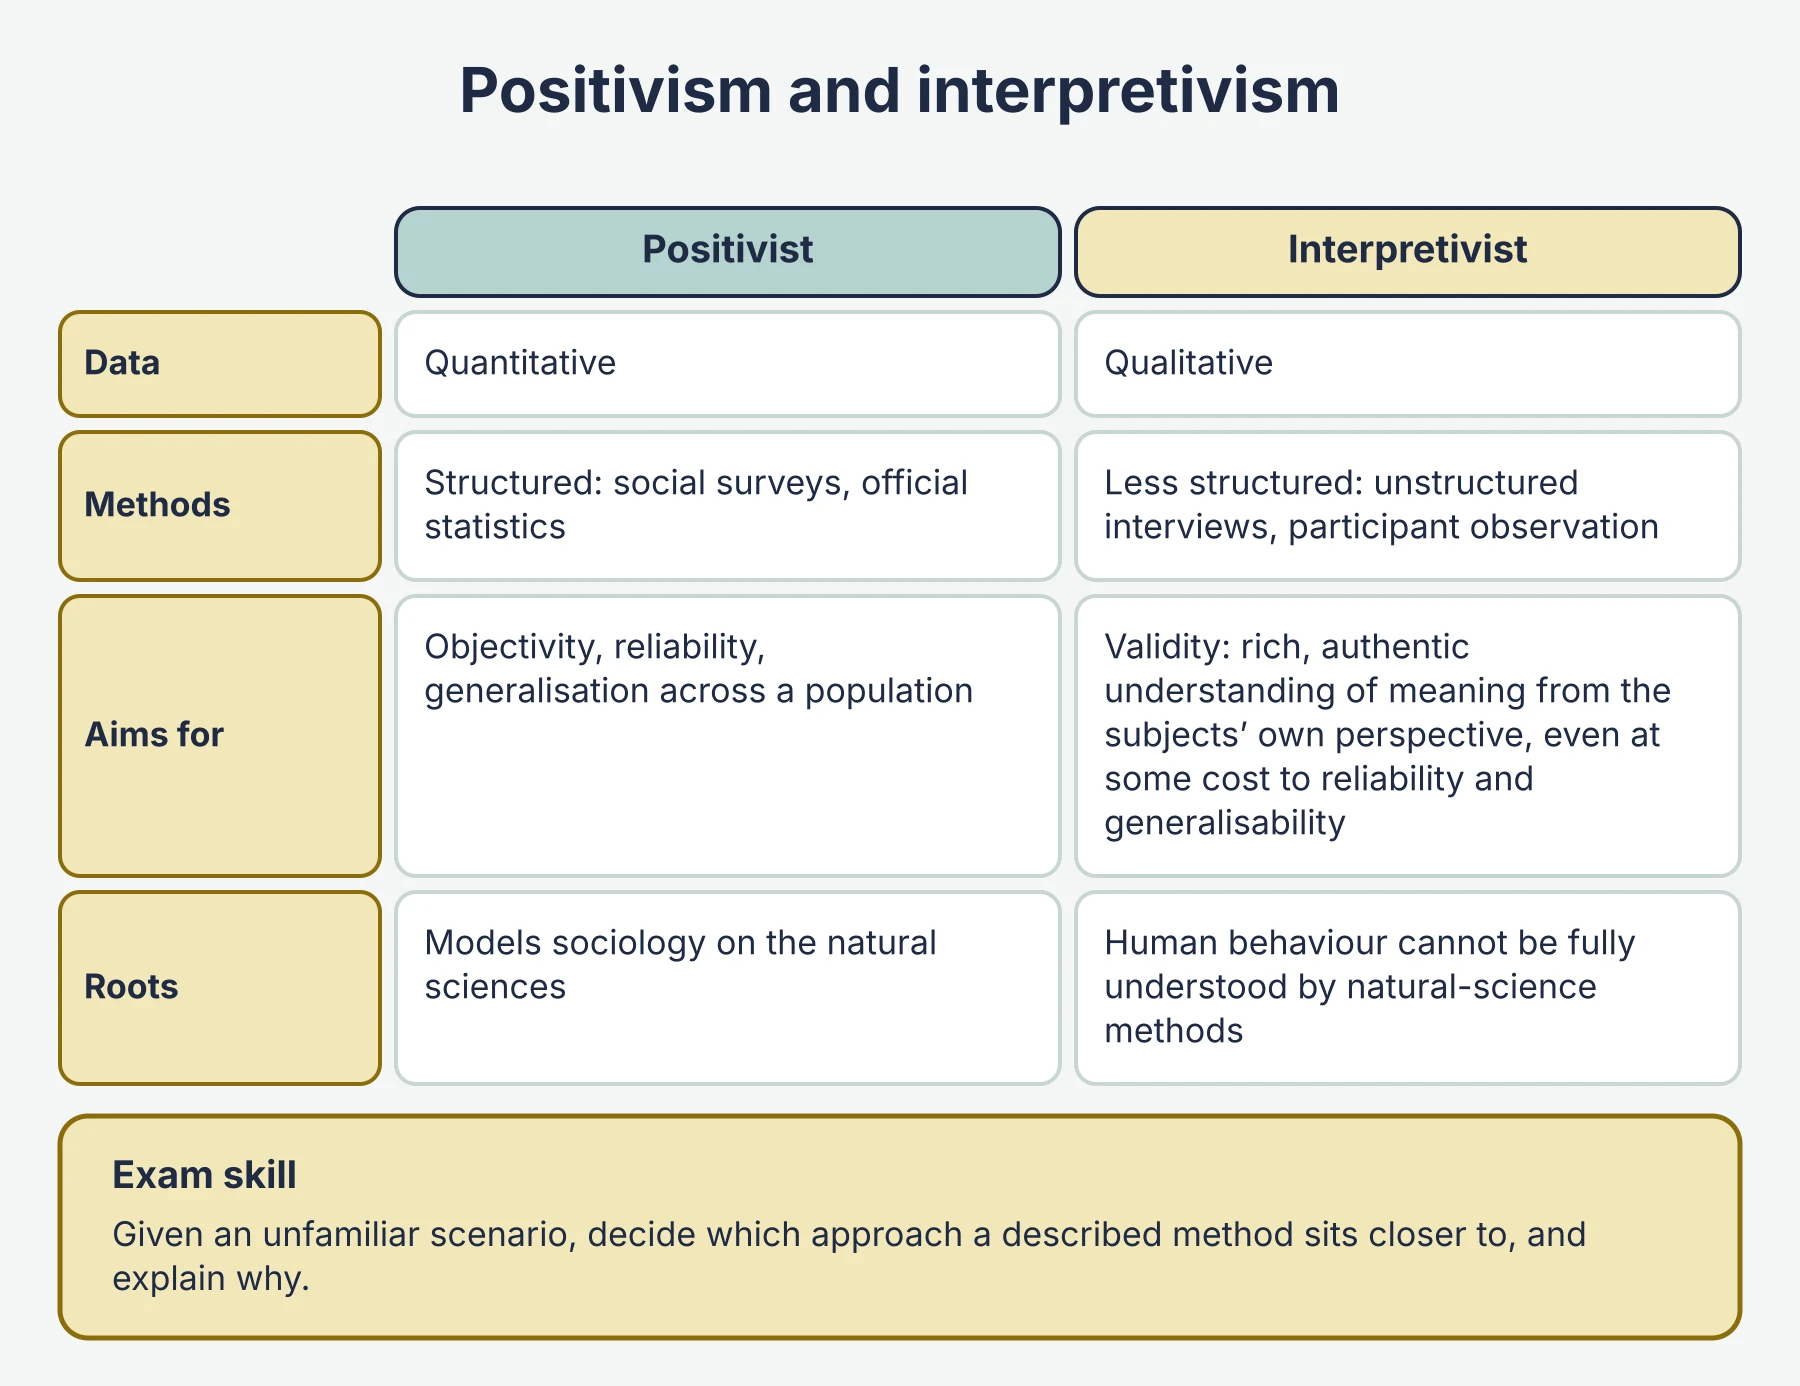 Positivism and interpretivism
Positivist
Interpretivist
Data
Quantitative
Qualitative
Methods
Structured: social surveys, official
statistics
Less structured: unstructured
interviews, participant observation
Aims for
Objectivity, reliability,
generalisation across a population
Validity: rich, authentic
understanding of meaning from the
subjects’ own perspective, even at
some cost to reliability and
generalisability
Roots
Models sociology on the natural
sciences
Human behaviour cannot be fully
understood by natural-science
methods
Exam skill
Given an unfamiliar scenario, decide which approach a described method sits closer to, and
explain why.